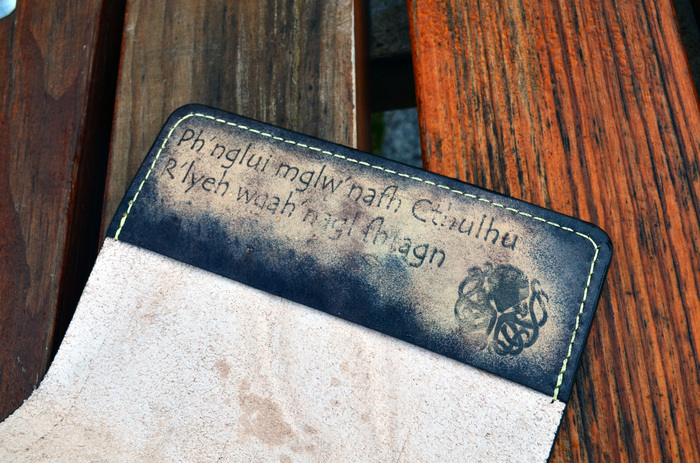 Ph'nglui mglw'nafh Cthulhu
R'lyeh wgah'nagl fhtagn